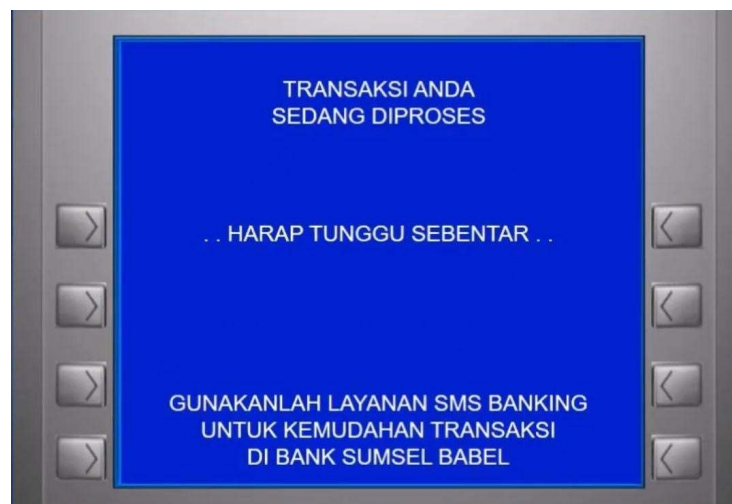 TRANSAKSI ANDA
SEDANG DIPROSES
. . HARAP TUNGGU SEBENTAR . .
GUNAKANLAH LAYANAN SMS BANKING
UNTUK KEMUDAHAN TRANSAKSI
DI BANK SUMSEL BABEL